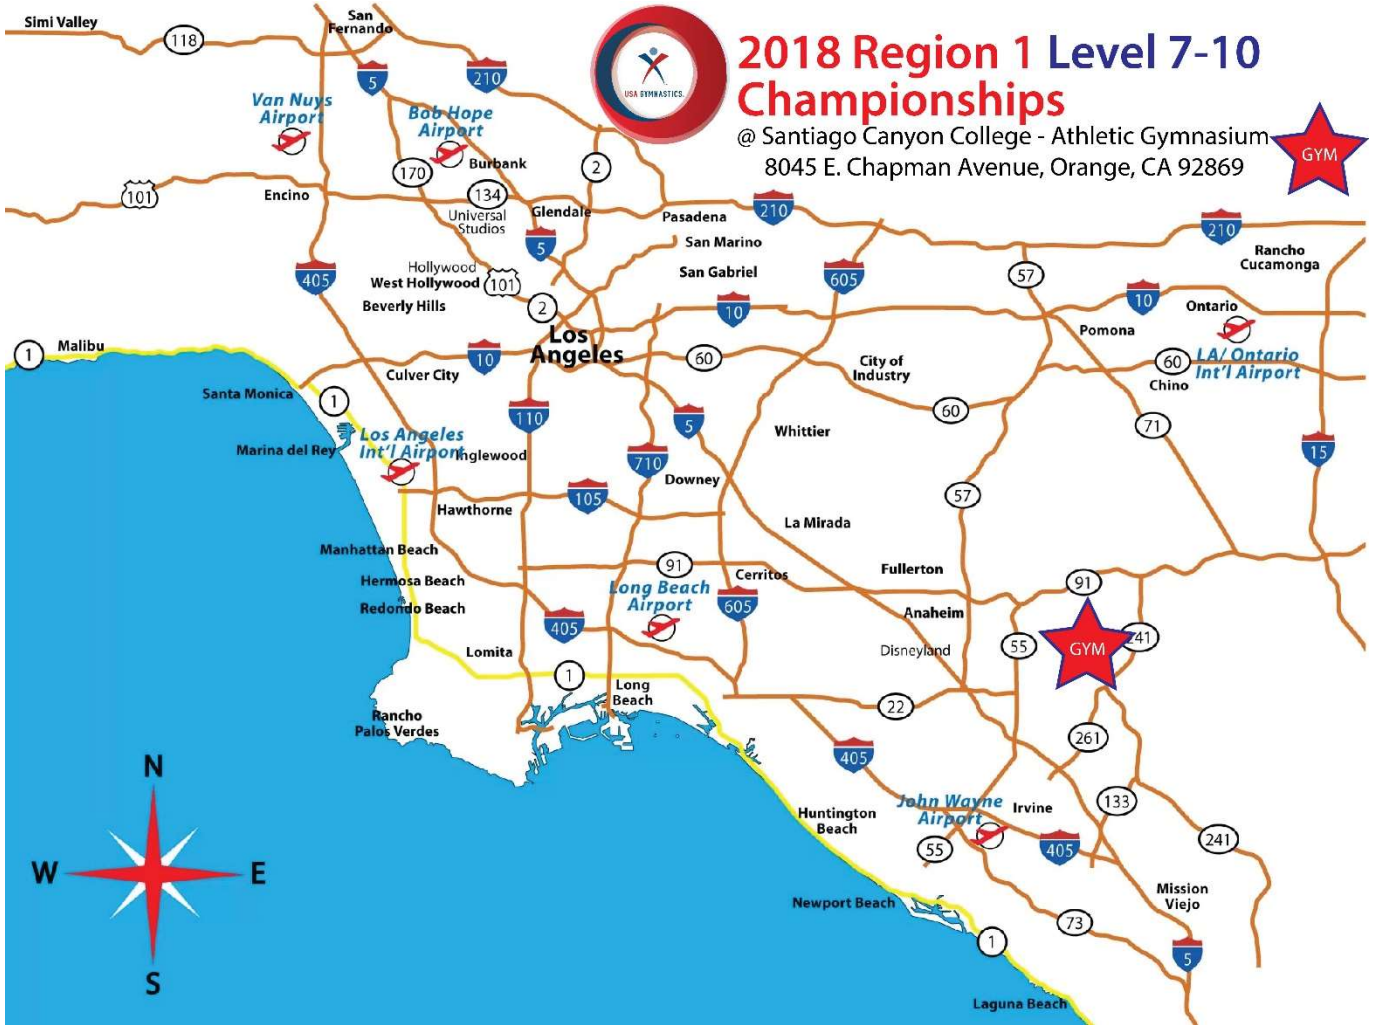 2018 Region 1 Level 7-10
Championships
@ Santiago Canyon College - Athletic Gymnasium
8045 E. Chapman Avenue, Orange, CA 92869
GYM
USA GYMNASTICS.
Simi Valley
118
San
Fernando
5
210
Van Nuys
Airport
Bob Hope
Airport
Burbank
170
2
101
Encino
134
Universal
Studios
Glendale
Pasadena
210
210
5
San Marino
Rancho
Cucamonga
405
Hollywood
West Hollywood
101
San Gabriel
605
57
Beverly Hills
2
10
10
Ontario
Pomona
Los
Angeles
1
Malibu
10
60
City of
Industry
60
LA/ Ontario
Int'l Airport
Culver City
Chino
Santa Monica
1
110
5
60
71
Whittier
15
Marina del Rey
Los Angeles
Int'l Airport
Inglewood
710
Downey
105
57
Hawthorne
La Mirada
Manhattan Beach
91
Cerritos
Fullerton
91
Hermosa Beach
Long Beach
Airport
605
Redondo Beach
Anaheim
405
Disneyland
55
GYM
241
Lomita
1
Long
Beach
22
Rancho
Palos Verdes
261
405
N
W
E
S
Huntington
Beach
John Wayne
Airport
Irvine
133
55
405
241
Newport Beach
Mission
Viejo
73
1
5
Laguna Beach